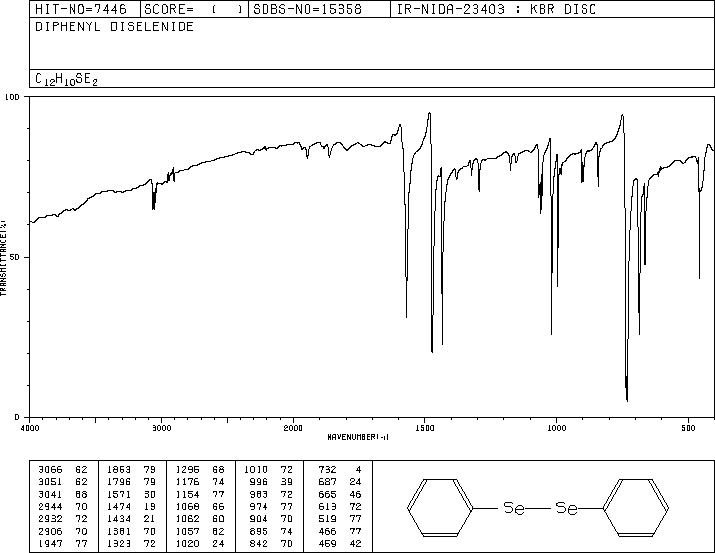 HIT-NO=7446 SCORE= ( ) SDBS-NO=15358 IR-NIDA-23403 : KBR DISC
DIPHENYL DISELENIDE
C12H10SE2
100
50
0
TRANSMITTANCE(%)
4000 3000 2000 1500 1000 500
WAVENUMBER(-1)
3066 62 1863 79 1296 68 1010 72 732 4
3051 62 1796 79 1176 74 996 39 687 24
3041 68 1571 30 1154 77 983 72 665 46
2944 70 1474 19 1068 66 974 77 613 72
2932 72 1434 21 1062 60 904 70 519 77
2906 70 1381 70 1057 62 895 74 466 77
1947 77 1323 72 1020 24 842 70 459 42
Se Se